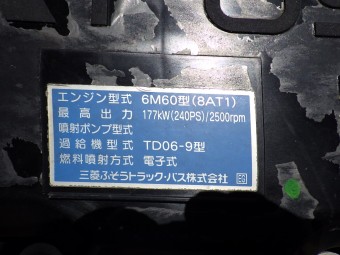 エンジン型式 6M60型(8AT1)
最高出力 177kW(240PS)/2500rpm
噴射ポンプ型式
過給機型式 TD06-9型
燃料噴射方式 電子式
三菱ふそうトラック・バス株式会社